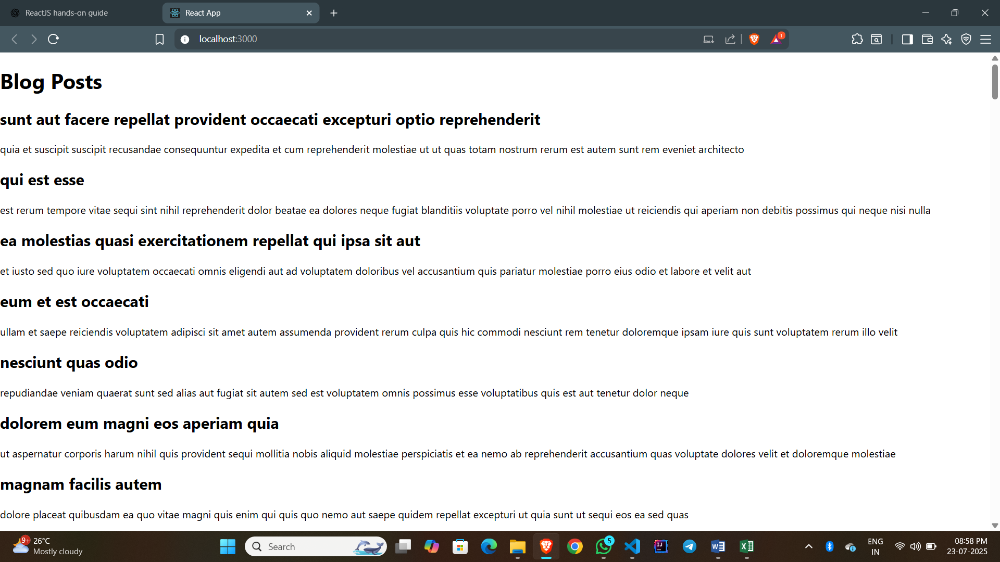 ReactJS hands-on guide
React App
localhost:3000
1
Blog Posts
sunt aut facere repellat provident occaecati excepturi optio reprehenderit
quia et suscipit suscipit recusandae consequuntur expedita et cum reprehenderit molestiae ut ut quas totam nostrum rerum est autem sunt rem eveniet architecto
qui est esse
est rerum tempore vitae sequi sint nihil reprehenderit dolor beatae ea dolores neque fugiat blanditiis voluptate porro vel nihil molestiae ut reiciendis qui aperiam non debitis possimus qui neque nisi nulla
ea molestias quasi exercitationem repellat qui ipsa sit aut
et iusto sed quo iure voluptatem occaecati omnis eligendi aut ad voluptatem doloribus vel accusantium quis pariatur molestiae porro eius odio et labore et velit aut
eum et est occaecati
ullam et saepe reiciendis voluptatem adipisci sit amet autem assumenda provident rerum culpa quis hic commodi nesciunt rem tenetur doloremque ipsam iure quis sunt voluptatem rerum illo velit
nesciunt quas odio
repudiandae veniam quaerat sunt sed alias aut fugiat sit autem sed est voluptatem omnis possimus esse voluptatibus quis est aut tenetur dolor neque
dolorem eum magni eos aperiam quia
ut aspernatur corporis harum nihil quis provident sequi mollitia nobis aliquid molestiae perspiciatis et ea nemo ab reprehenderit accusantium quas voluptate dolores velit et doloremque molestiae
magnam facilis autem
dolore placeat quibusdam ea quo vitae magni quis enim qui quis quo nemo aut saepe quidem repellat excepturi ut quia sunt ut sequi eos ea sed quas
9+
26°C
Mostly cloudy
Search
5
IJ
W
X
ENG
IN
08:58 PM
23-07-2025